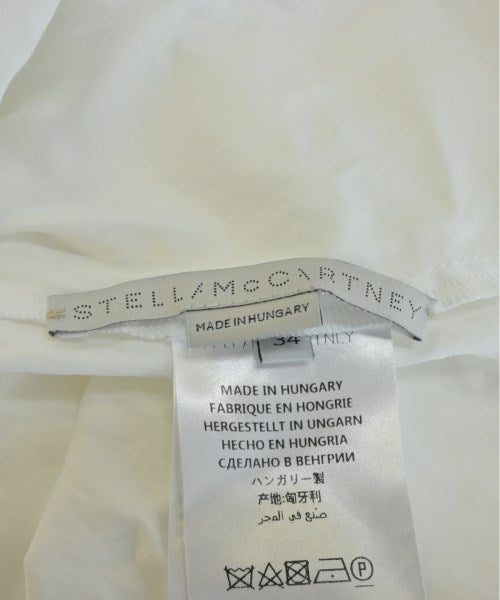 STELLA McCARTNEY
MADE IN HUNGARY
34
MADE IN HUNGARY
FABRIQUE EN HONGRIE
HERGESTELLT IN UNGARN
HECHO EN HUNGRIA
СДЕЛАНО В ВЕНГРИИ
ハンガリー製
产地:匈牙利
صنع في المجر
P